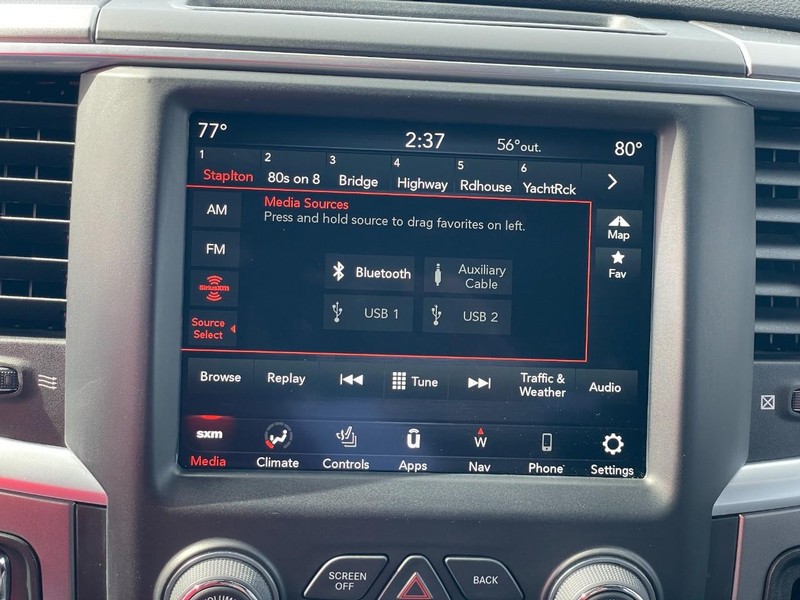 77° 2:37 56°out. 80°
1 2 3 4 5 6
Staplton 80s on 8 Bridge Highway Rdhouse YachtRck
Media Sources
Press and hold source to drag favorites on left.
AM
FM
SiriusXM
Source
Select
Bluetooth
Auxiliary
Cable
USB 1
USB 2
Map
Fav
Browse Replay Tune Traffic &
Weather Audio
sxm
Media Climate Controls
u
Apps
W
Nav Phone Settings
SCREEN
OFF
BACK
VOLUME